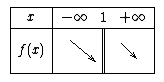 x −∞ 1 +∞
f(x)